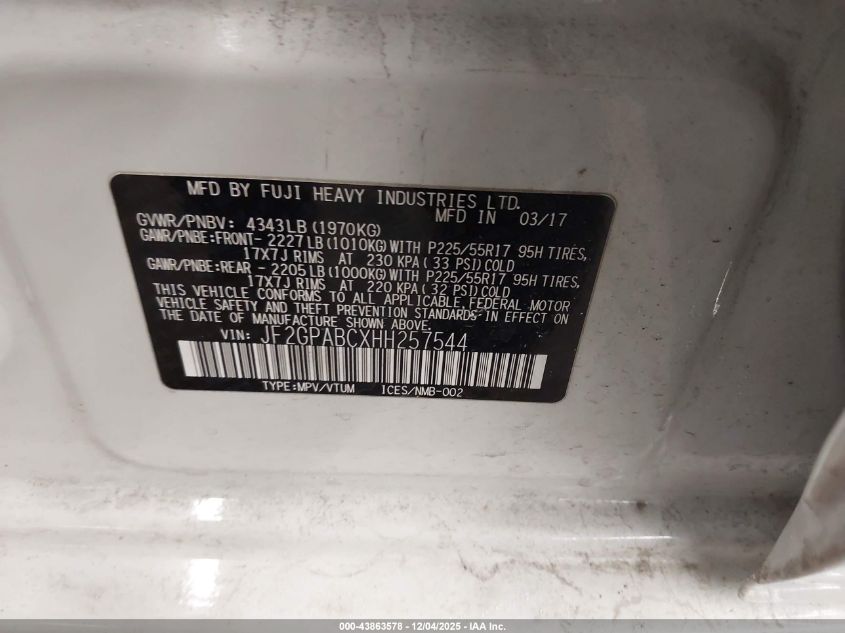 MFD BY FUJI HEAVY INDUSTRIES LTD.
MFD IN 03/17
GVWR/PNBV: 4343LB (1970KG)
GAWR/PNBE:FRONT- 2227LB(1010KG)WITH P225/55R17 95H TIRES,
17X7J RIMS AT 230 KPA( 33 PSI)COLD
GAWR/PNBE:REAR - 2205LB(1000KG)WITH P225/55R17 95H TIRES,
17X7J RIMS AT 220 KPA( 32 PSI)COLD
THIS VEHICLE CONFORMS TO ALL APPLICABLE FEDERAL MOTOR
VEHICLE SAFETY AND THEFT PREVENTION STANDARDS IN EFFECT ON
THE DATE OF MANUFACTURE SHOWN ABOVE.
VIN: JF2GPABCXHH257544
TYPE:MPV/VTUM ICES/NMB-002
000-43863578 - 12/04/2025 - IAA Inc.